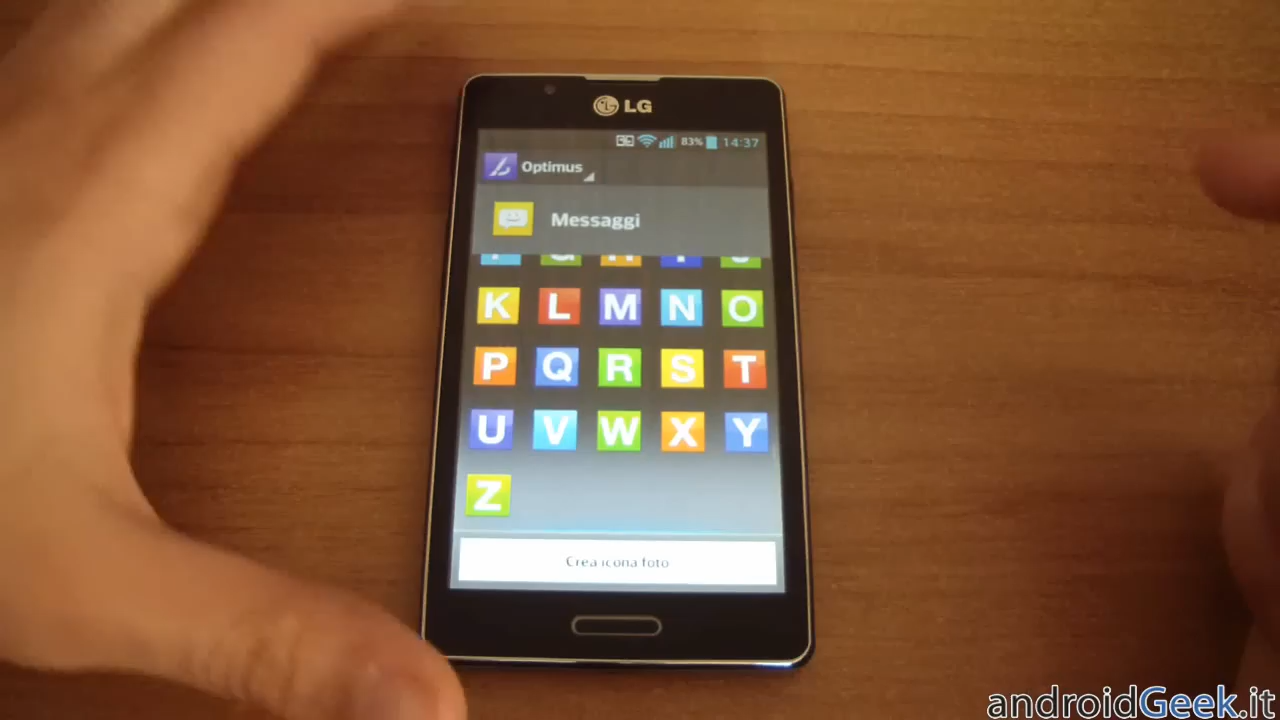 LG
83% 14:37
Optimus
Messaggi
K L M N O
P Q R S T
U V W X Y
Z
Crea icona foto
androidGeek.it